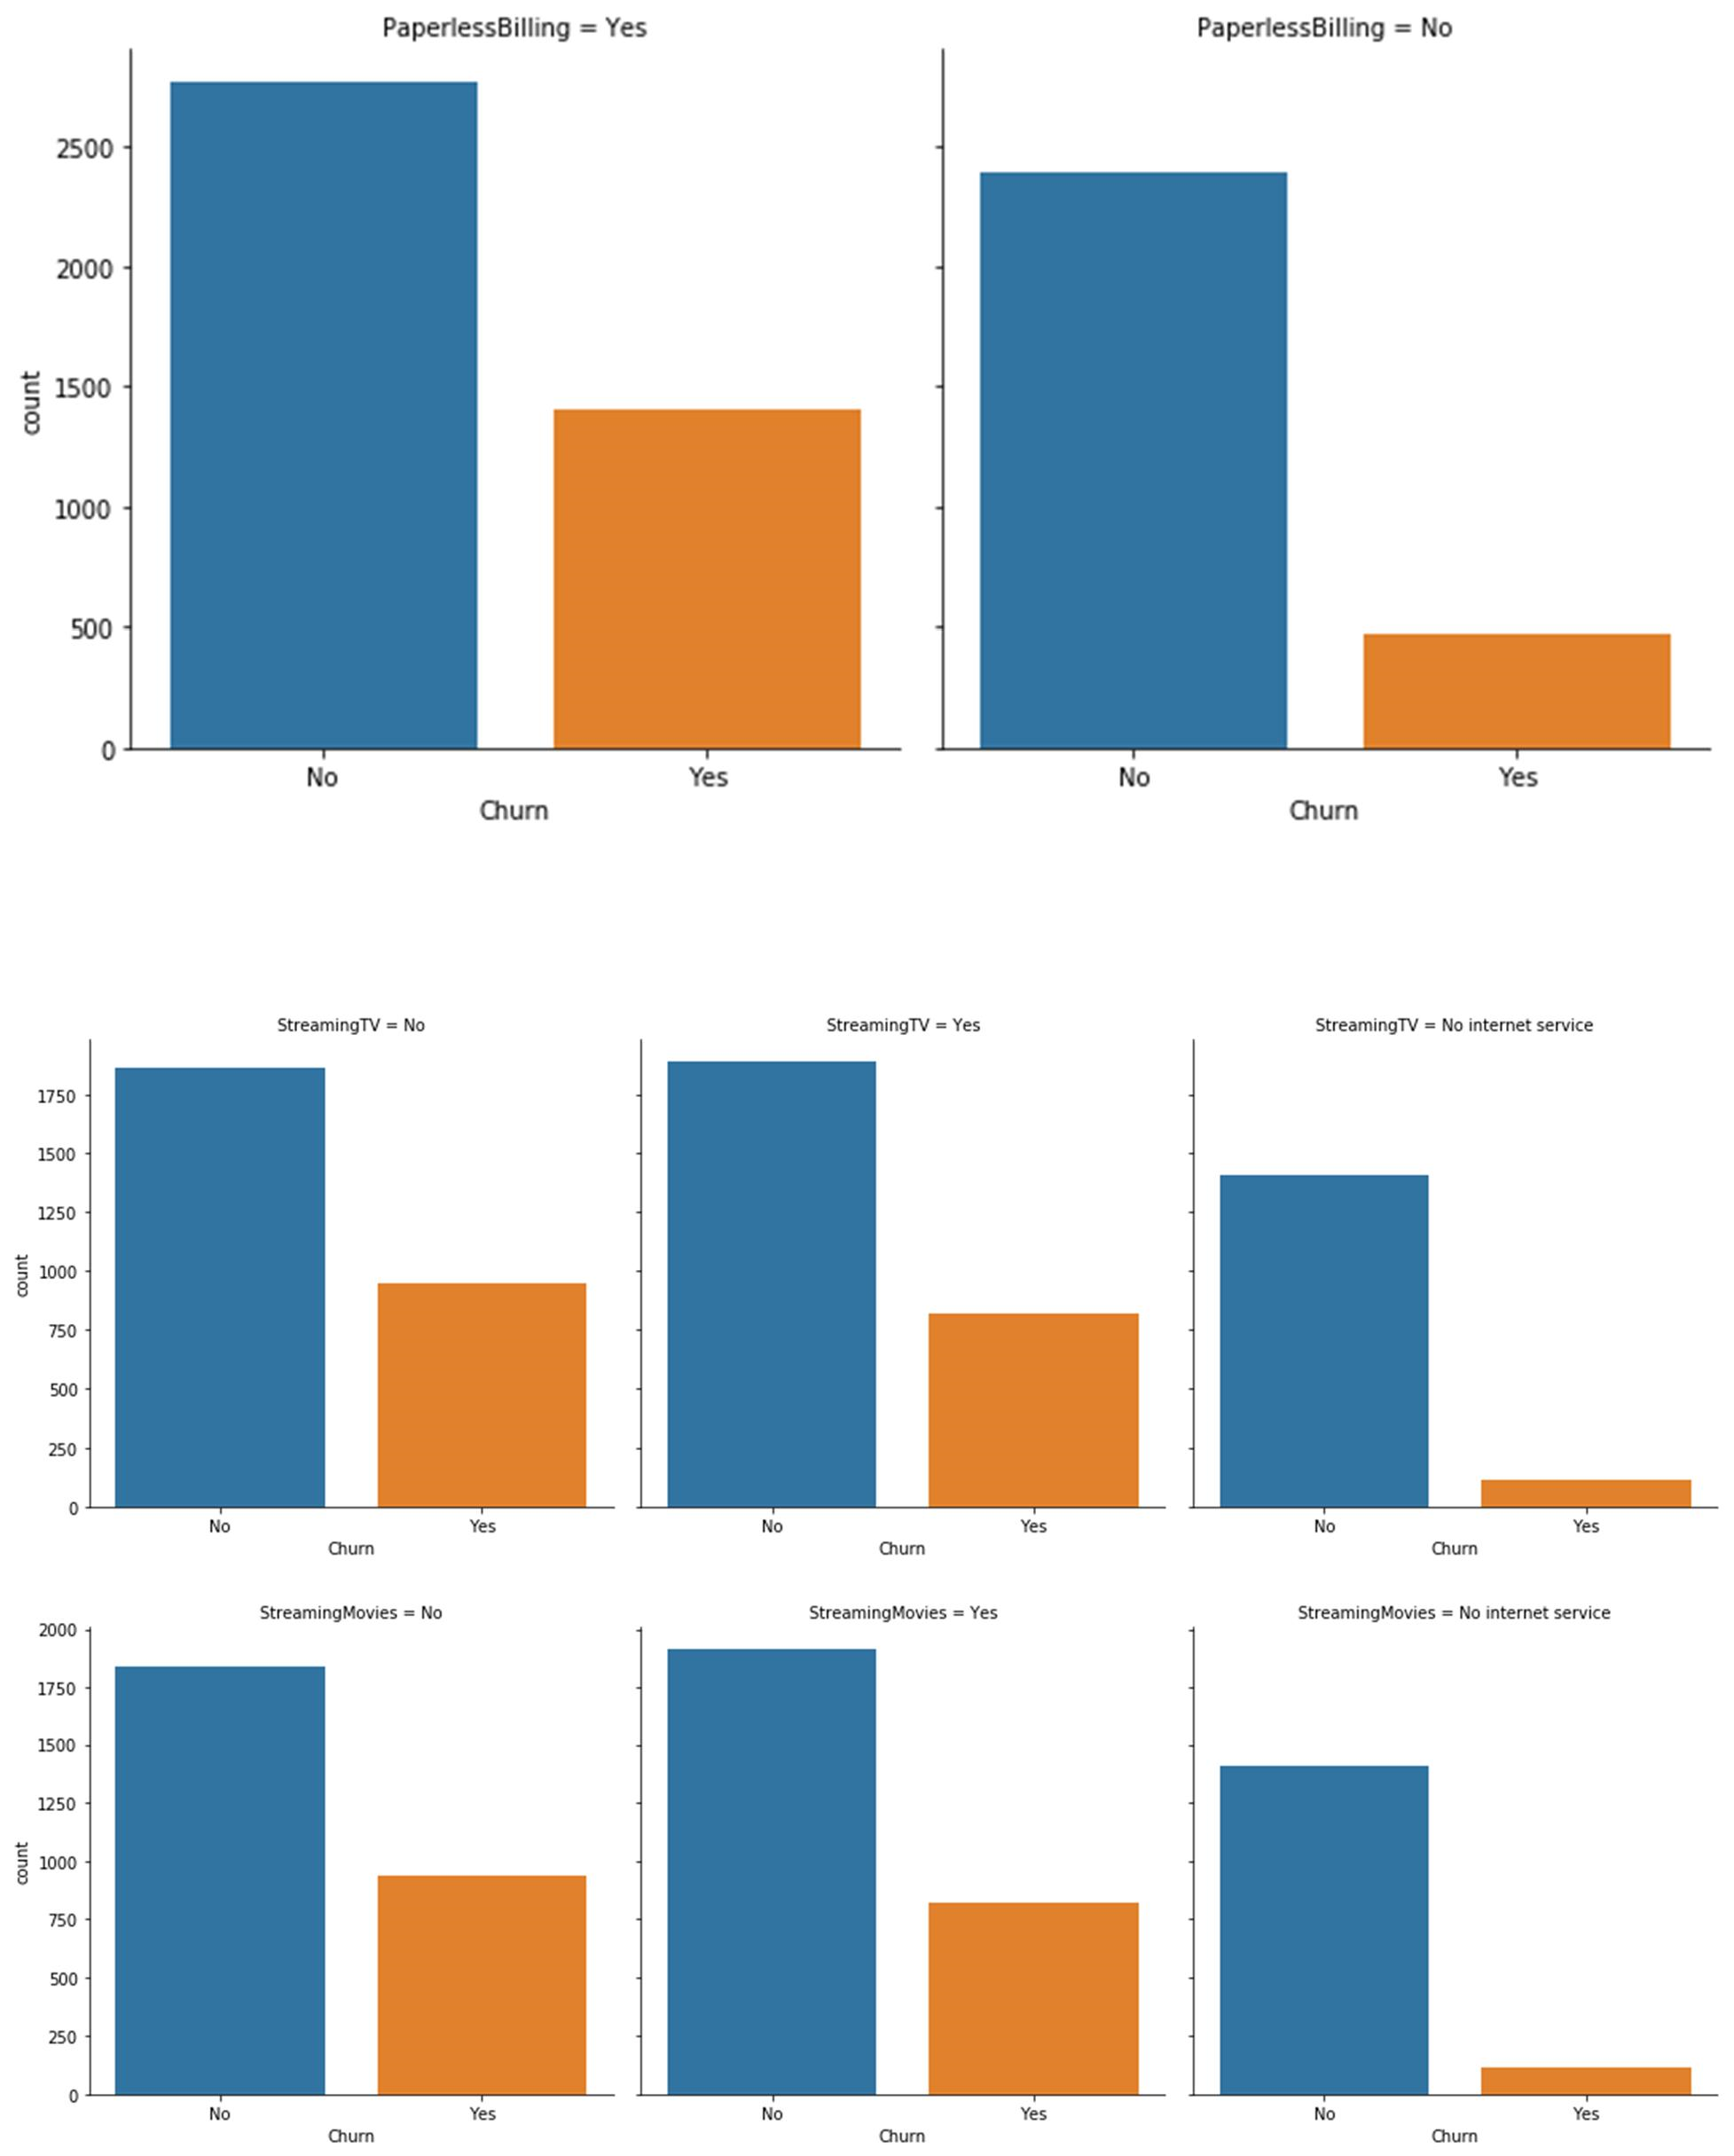 PaperlessBilling = Yes PaperlessBilling = No
2500
2000
1500
1000
500
0
count
No Yes No Yes
Churn Churn
StreamingTV = No StreamingTV = Yes StreamingTV = No internet service
1750
1500
1250
1000
750
500
250
0
count
No Yes No Yes No Yes
Churn Churn Churn
StreamingMovies = No StreamingMovies = Yes StreamingMovies = No internet service
2000
1750
1500
1250
1000
750
500
250
0
count
No Yes No Yes No Yes
Churn Churn Churn